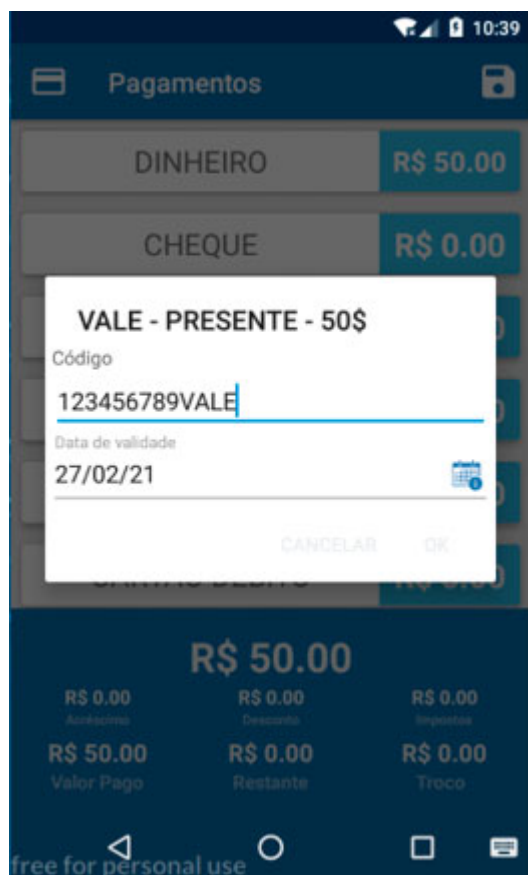 10:39
Pagamentos
DINHEIRO R$ 50.00
CHEQUE R$ 0.00
VALE - PRESENTE - 50$
Código
123456789VALE
Data de validade
27/02/21
CANCELAR OK
R$ 50.00
R$ 0.00 R$ 0.00 R$ 0.00
Acréscimo Desconto Impostos
R$ 50.00 R$ 0.00 R$ 0.00
Valor Pago Restante Troco
free for personal use